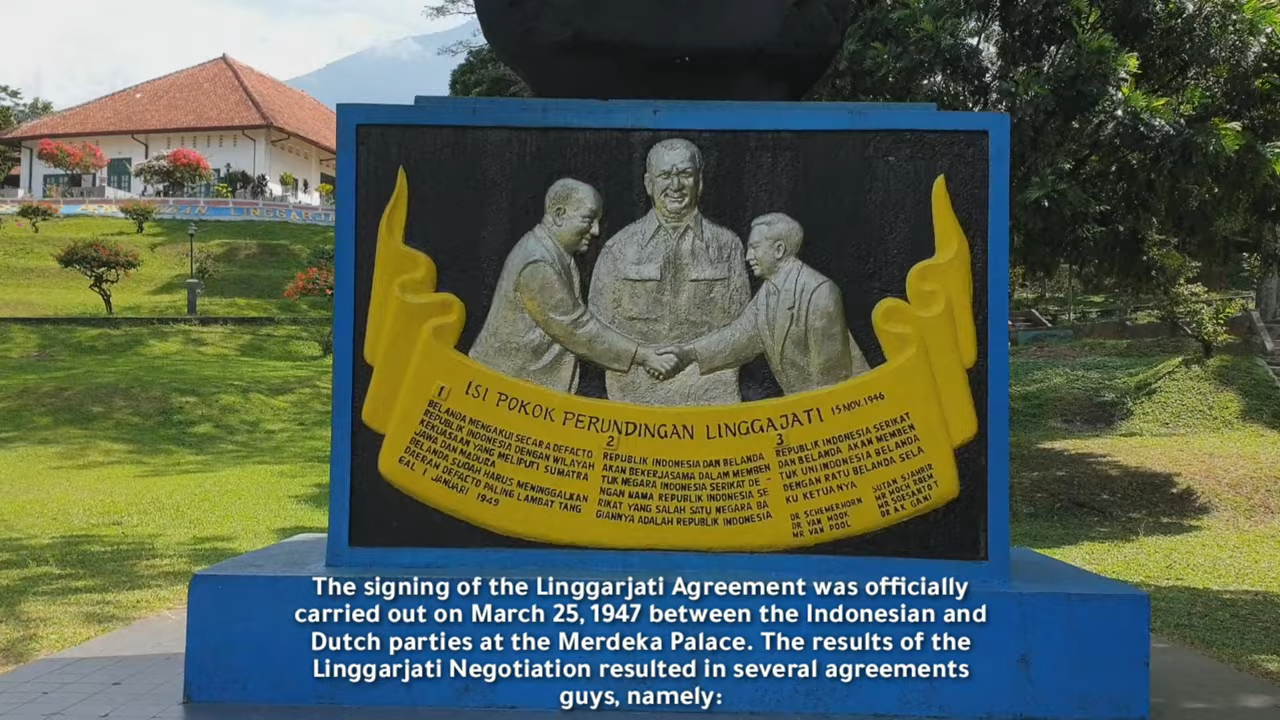 AN LINGGARJ
ISI POKOK PERUNDINGAN LINGGAJATI 15 NOV. 1946
1
BELANDA MENGAKUI SECARA DEFACTO
REPUBLIK INDONESIA DENGAN WILAYAH
KEKUASAAN YANG MELIPUTI SUMATRA
JAWA DAN MADURA
BELANDA SUDAH HARUS MENINGGALKAN
DAERAH DEFACTO PALING LAMBAT TANG
GAL 1 JANUARI 1949
2
REPUBLIK INDONESIA DAN BELANDA
AKAN BEKERJASAMA DALAM MEMBEN
TUK NEGARA INDONESIA SERIKAT DE-
NGAN NAMA REPUBLIK INDONESIA SE
RIKAT YANG SALAH SATU NEGARA BA
GIANNYA ADALAH REPUBLIK INDONESIA
3
REPUBLIK INDONESIA SERIKAT
DAN BELANDA AKAN MEMBEN
TUK UNI INDONESIA BELANDA
DENGAN RATU BELANDA SELA
KU KETUANYA
DR SCHEMERHORN
DR VAN MOOK
MR VAN POOL
SUTAN SJAHRIR
MR MOCH ROEM
MR SOESANTO T
DR A.K GANI
The signing of the Linggarjati Agreement was officially
carried out on March 25, 1947 between the Indonesian and
Dutch parties at the Merdeka Palace. The results of the
Linggarjati Negotiation resulted in several agreements
guys, namely: